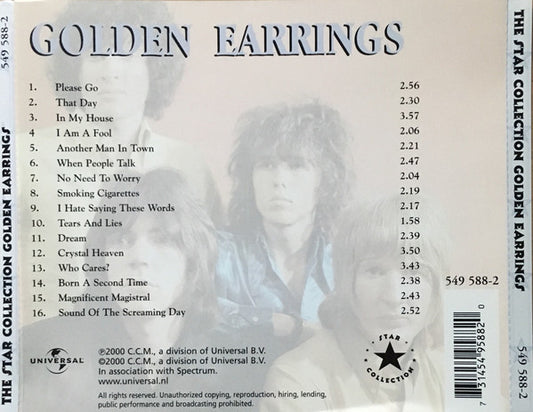 549 588-2
THE STAR COLLECTION GOLDEN EARRINGS
GOLDEN EARRINGS
1. Please Go 2.56
2. That Day 2.30
3. In My House 3.57
4 I Am A Fool 2.06
5. Another Man In Town 2.21
6. When People Talk 2.47
7. No Need To Worry 2.04
8. Smoking Cigarettes 2.19
9. I Hate Saying These Words 2.17
10. Tears And Lies 1.58
11. Dream 2.39
12. Crystal Heaven 3.50
13. Who Cares? 3.43
14. Born A Second Time 2.38
15. Magnificent Magistral 2.43
16. Sound Of The Screaming Day 2.52
549 588-2
7 31454 95882 0
UNIVERSAL
℗2000 C.C.M., a division of Universal B.V.
©2000 C.C.M., a division of Universal B.V.
In association with Spectrum.
www.universal.nl
All rights reserved. Unauthorized copying, reproduction, hiring, lending,
public performance and broadcasting prohibited.
STAR COLLECTION
THE STAR COLLECTION GOLDEN EARRINGS
549 588-2